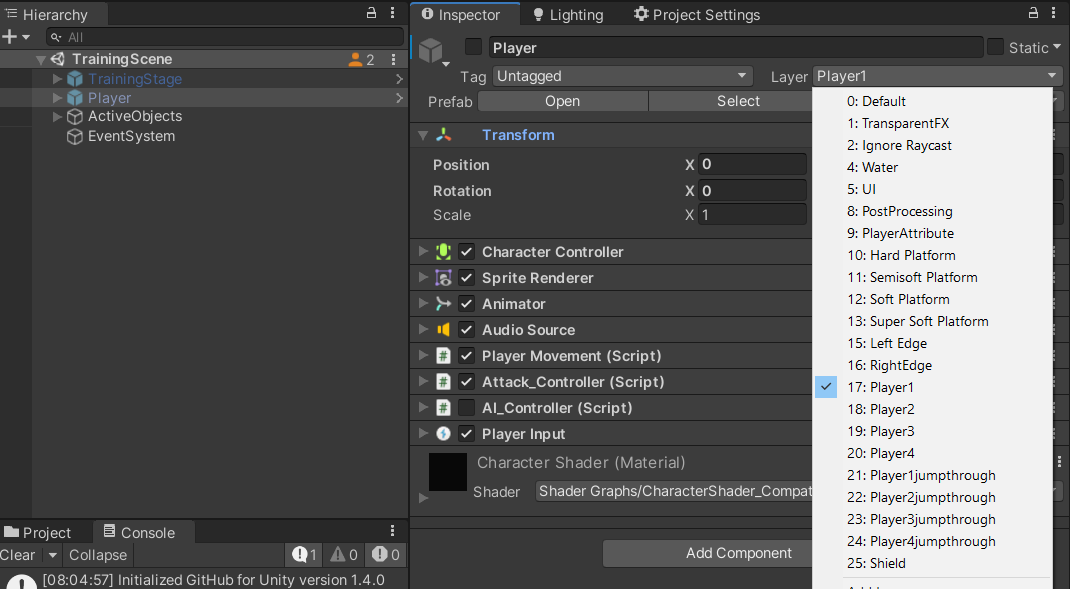 Hierarchy
All
TrainingScene 2
TrainingStage
Player
ActiveObjects
EventSystem
Inspector Lighting Project Settings
Player Static
Tag Untagged Layer Player1
Prefab Open Select
Transform
Position X 0
Rotation X 0
Scale X 1
Character Controller
Sprite Renderer
Animator
Audio Source
Player Movement (Script)
Attack_Controller (Script)
AI_Controller (Script)
Player Input
Character Shader (Material)
Shader Shader Graphs/CharacterShader_Compat
Add Component
0: Default
1: TransparentFX
2: Ignore Raycast
4: Water
5: UI
8: PostProcessing
9: PlayerAttribute
10: Hard Platform
11: Semisoft Platform
12: Soft Platform
13: Super Soft Platform
15: Left Edge
16: RightEdge
17: Player1
18: Player2
19: Player3
20: Player4
21: Player1jumpthrough
22: Player2jumpthrough
23: Player3jumpthrough
24: Player4jumpthrough
25: Shield
Project Console
Clear Collapse 1 0 0
[08:04:57] Initialized GitHub for Unity version 1.4.0